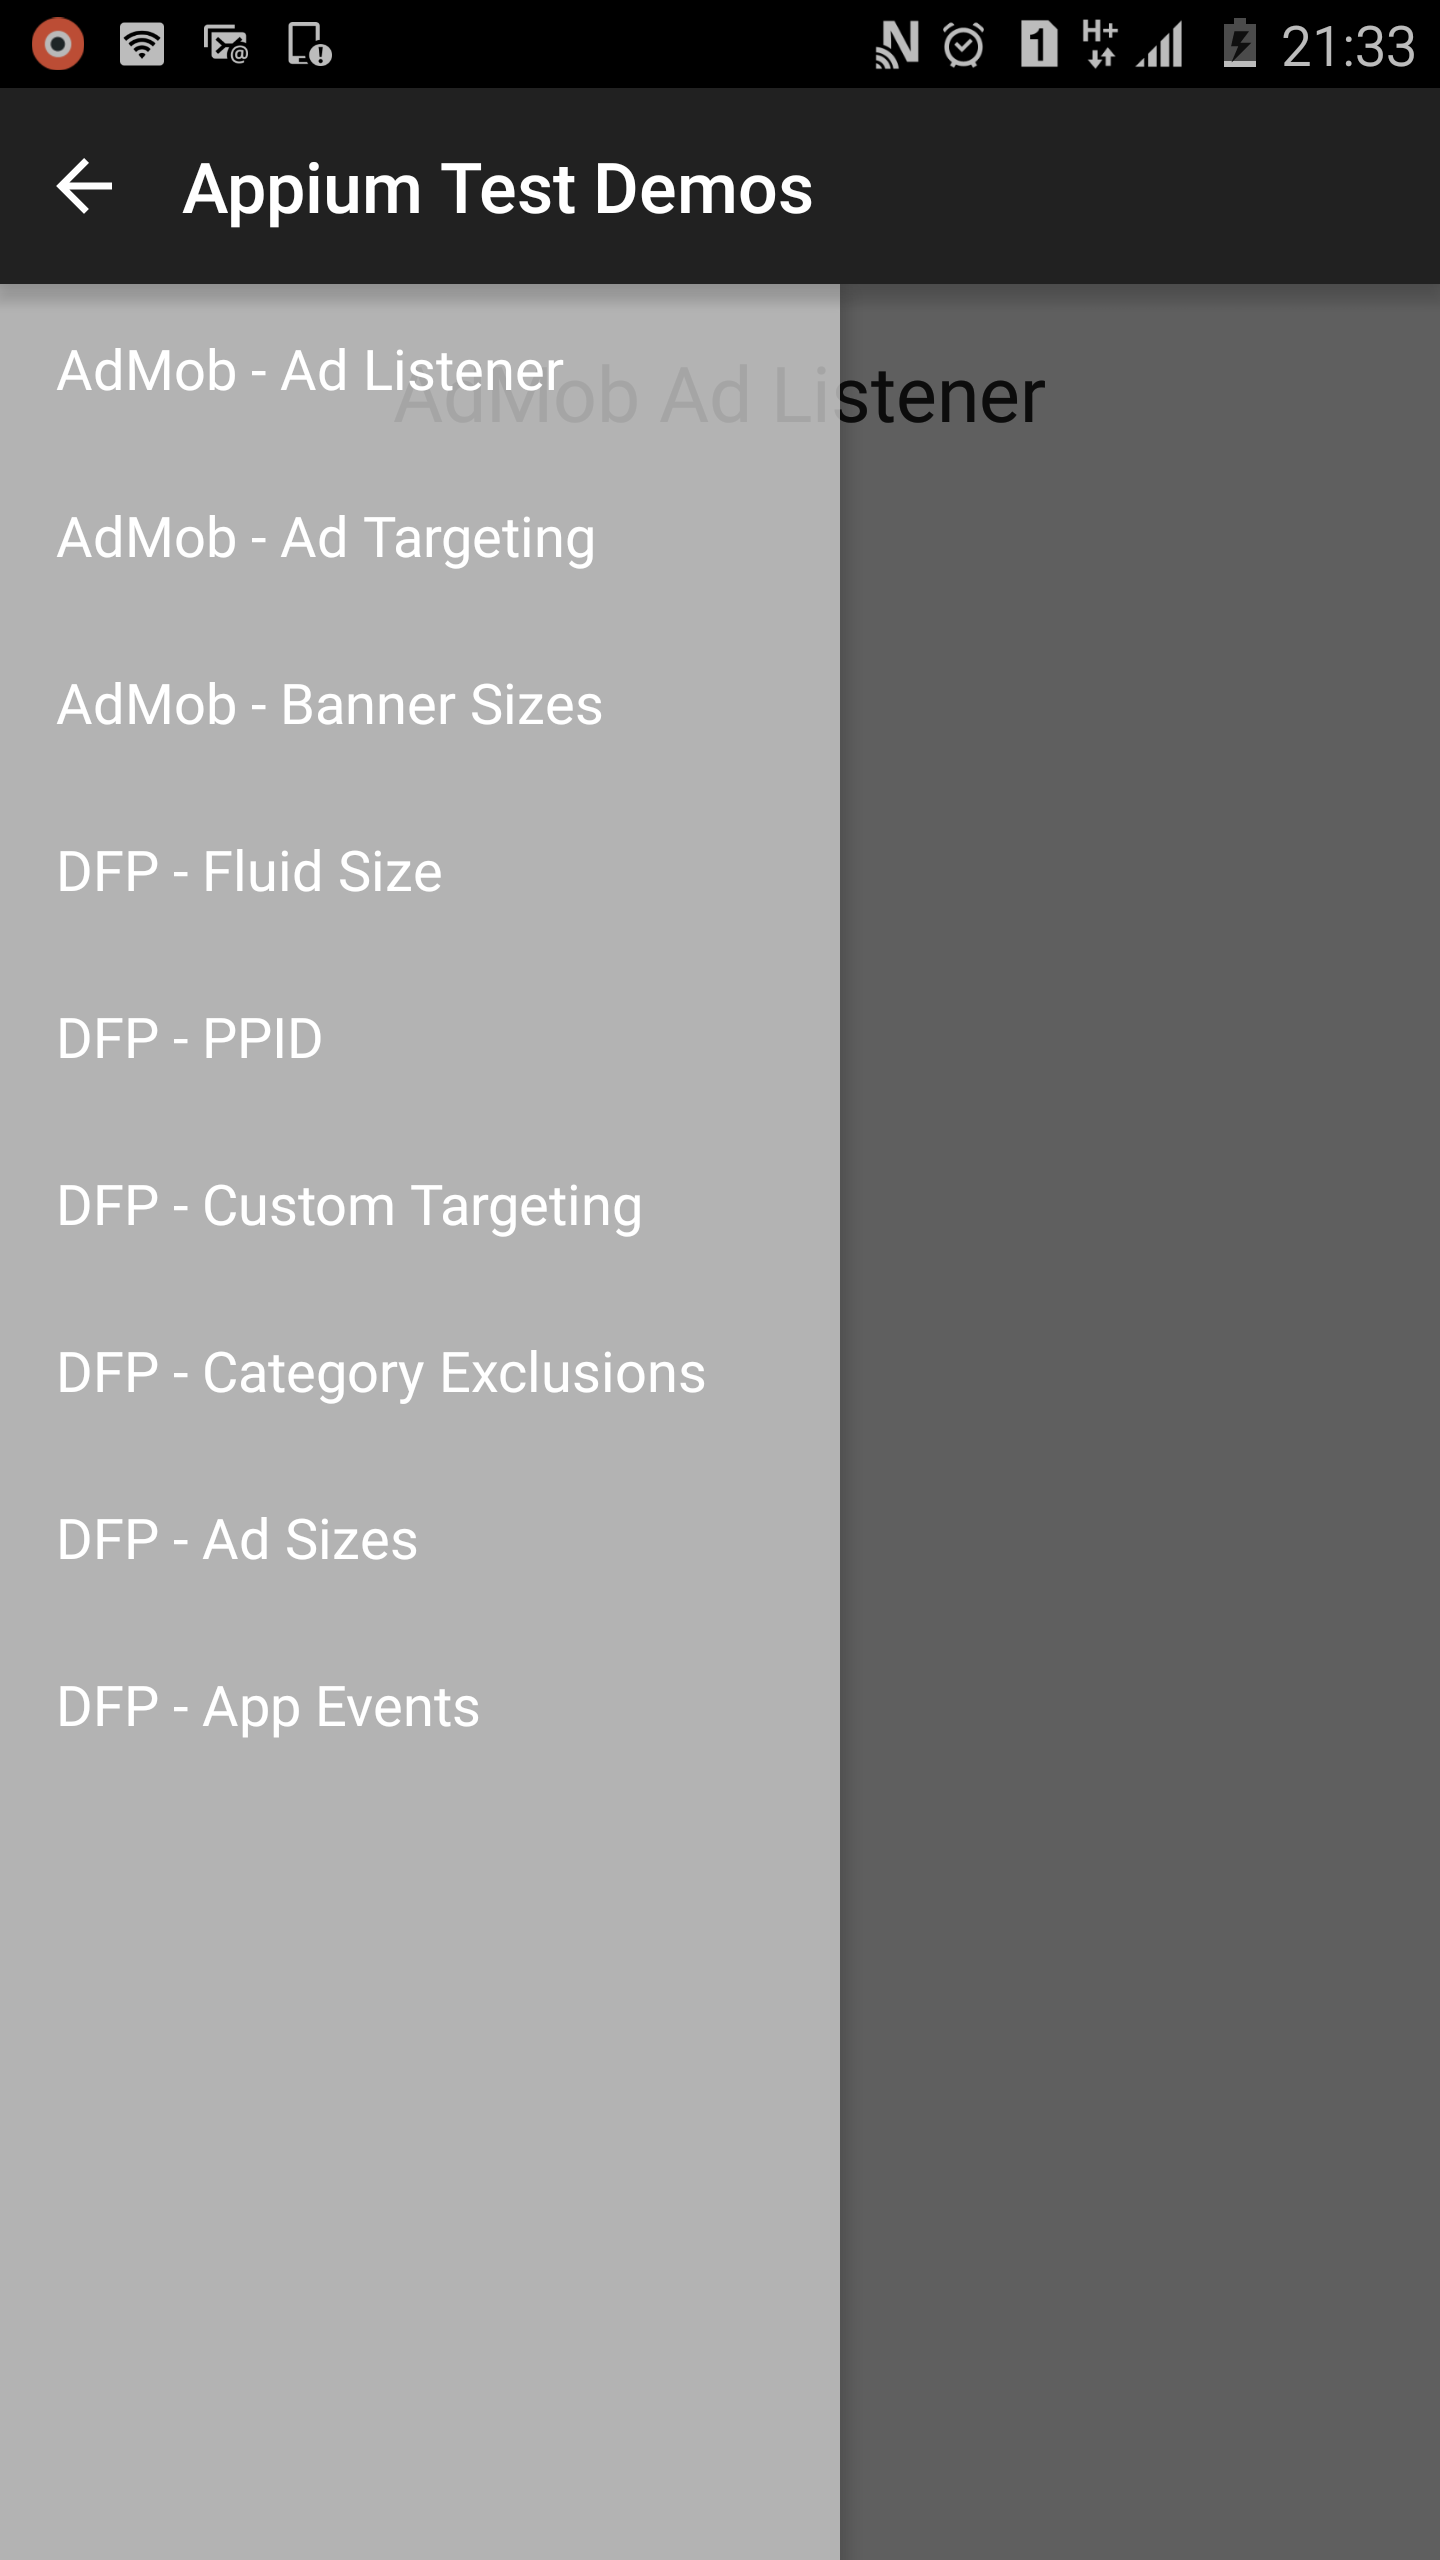 1 H+ 21:33
Appium Test Demos
AdMob - Ad Listener
AdMob Ad Listener
AdMob - Ad Targeting
AdMob - Banner Sizes
DFP - Fluid Size
DFP - PPID
DFP - Custom Targeting
DFP - Category Exclusions
DFP - Ad Sizes
DFP - App Events